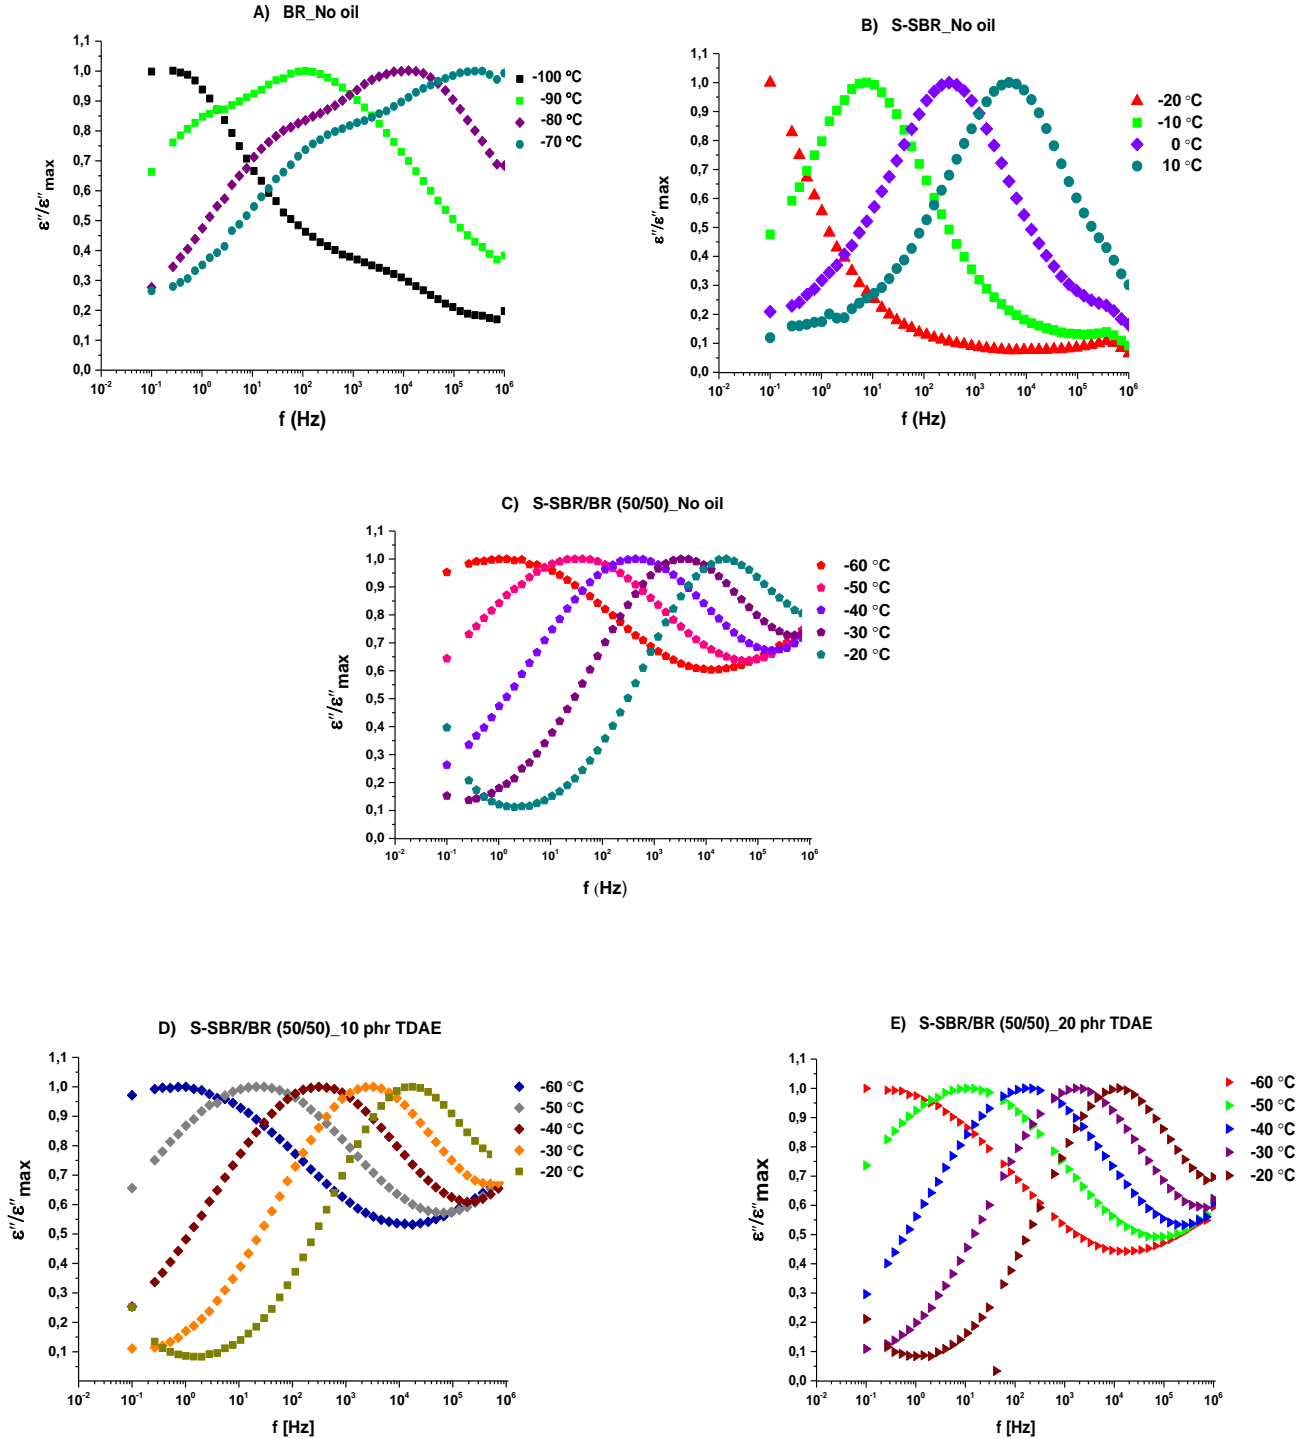 A) BR_No oil
1,1
1,0
0,9
0,8
0,7
0,6
0,5
0,4
0,3
0,2
0,1
0,0
ε''/ε''max
10⁻² 10⁻¹ 10⁰ 10¹ 10² 10³ 10⁴ 10⁵ 10⁶
f (Hz)
-100 ºC
-90 ºC
-80 ºC
-70 ºC
B) S-SBR_No oil
1,1
1,0
0,9
0,8
0,7
0,6
0,5
0,4
0,3
0,2
0,1
0,0
ε''/ε''max
10⁻² 10⁻¹ 10⁰ 10¹ 10² 10³ 10⁴ 10⁵ 10⁶
f (Hz)
-20 °C
-10 °C
0 °C
10 °C
C) S-SBR/BR (50/50)_No oil
1,1
1,0
0,9
0,8
0,7
0,6
0,5
0,4
0,3
0,2
0,1
0,0
ε''/ε''max
10⁻² 10⁻¹ 10⁰ 10¹ 10² 10³ 10⁴ 10⁵ 10⁶
f (Hz)
-60 °C
-50 °C
-40 °C
-30 °C
-20 °C
D) S-SBR/BR (50/50)_10 phr TDAE
1,1
1,0
0,9
0,8
0,7
0,6
0,5
0,4
0,3
0,2
0,1
ε''/ε''max
10⁻² 10⁻¹ 10⁰ 10¹ 10² 10³ 10⁴ 10⁵ 10⁶
f [Hz]
-60 °C
-50 °C
-40 °C
-30 °C
-20 °C
E) S-SBR/BR (50/50)_20 phr TDAE
1,1
1,0
0,9
0,8
0,7
0,6
0,5
0,4
0,3
0,2
0,1
0,0
ε''/ε''max
10⁻² 10⁻¹ 10⁰ 10¹ 10² 10³ 10⁴ 10⁵ 10⁶
f [Hz]
-60 °C
-50 °C
-40 °C
-30 °C
-20 °C